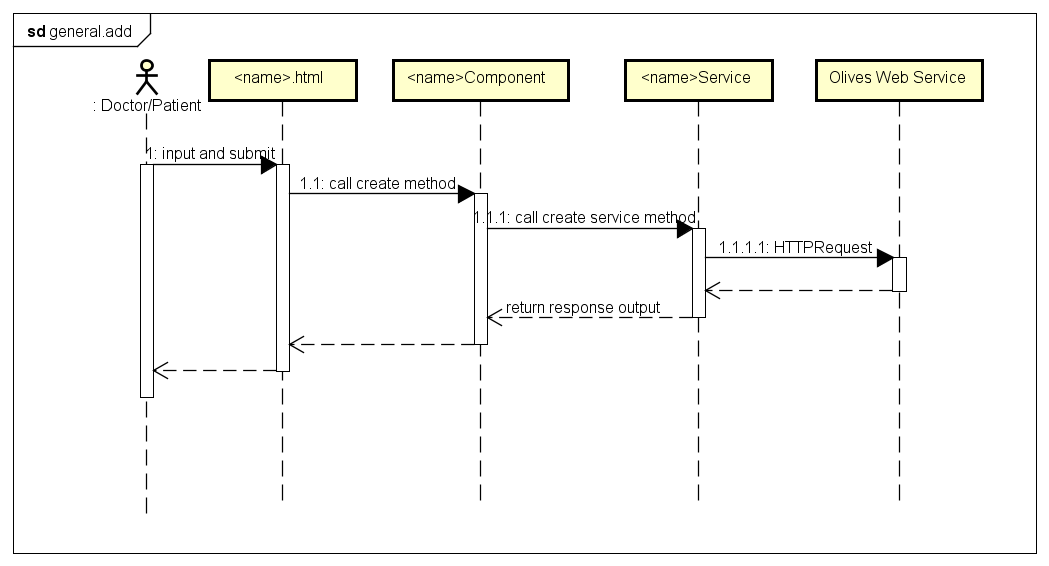 sd general.add
<name>.html
<name>Component
<name>Service
Olives Web Service
: Doctor/Patient
1: input and submit
1.1: call create method
1.1.1: call create service method
1.1.1.1: HTTPRequest
return response output